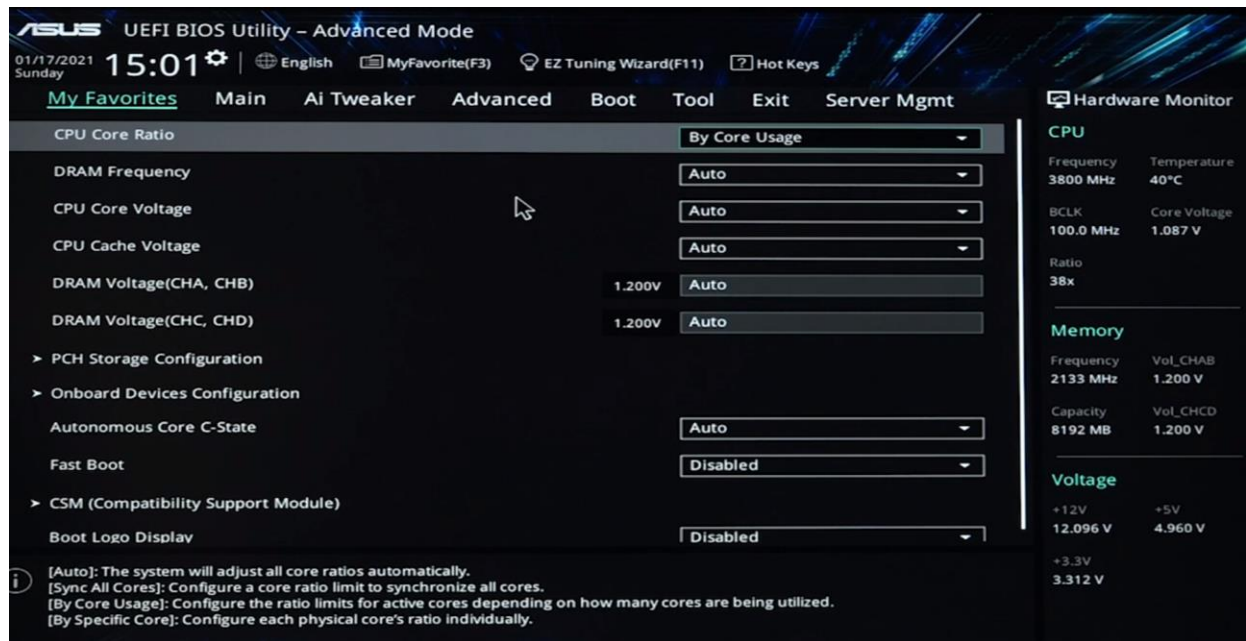 ASUS UEFI BIOS Utility – Advanced Mode
01/17/2021 Sunday 15:01 English MyFavorite(F3) EZ Tuning Wizard(F11) ? Hot Keys
My Favorites Main Ai Tweaker Advanced Boot Tool Exit Server Mgmt
CPU Core Ratio By Core Usage
DRAM Frequency Auto
CPU Core Voltage Auto
CPU Cache Voltage Auto
DRAM Voltage(CHA, CHB) 1.200V Auto
DRAM Voltage(CHC, CHD) 1.200V Auto
> PCH Storage Configuration
> Onboard Devices Configuration
Autonomous Core C-State Auto
Fast Boot Disabled
> CSM (Compatibility Support Module)
Boot Logo Display Disabled
[Auto]: The system will adjust all core ratios automatically.
[Sync All Cores]: Configure a core ratio limit to synchronize all cores.
[By Core Usage]: Configure the ratio limits for active cores depending on how many cores are being utilized.
[By Specific Core]: Configure each physical core's ratio individually.
Hardware Monitor
CPU
Frequency Temperature
3800 MHz 40°C
BCLK Core Voltage
100.0 MHz 1.087 V
Ratio
38x
Memory
Frequency Vol_CHAB
2133 MHz 1.200 V
Capacity Vol_CHCD
8192 MB 1.200 V
Voltage
+12V +5V
12.096 V 4.960 V
+3.3V
3.312 V